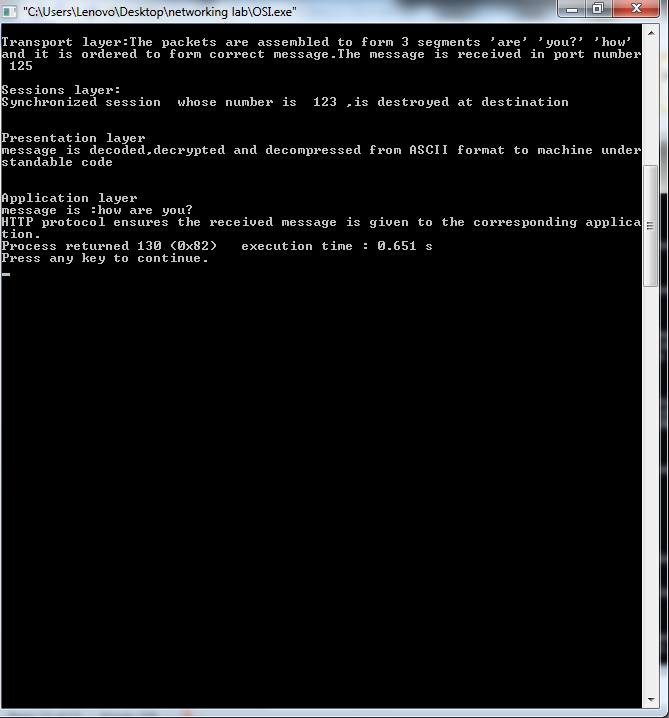 "C:\Users\Lenovo\Desktop\networking lab\OSI.exe"
Transport layer:The packets are assembled to form 3 segments 'are' 'you?' 'how'
and it is ordered to form correct message.The message is received in port number
 125
Sessions layer:
Synchronized session  whose number is  123 ,is destroyed at destination
Presentation layer
message is decoded,decrypted and decompressed from ASCII format to machine under
standable code
Application layer
message is :how are you?
HTTP protocol ensures the received message is given to the corresponding applica
tion.
Process returned 130 (0x82)   execution time : 0.651 s
Press any key to continue.